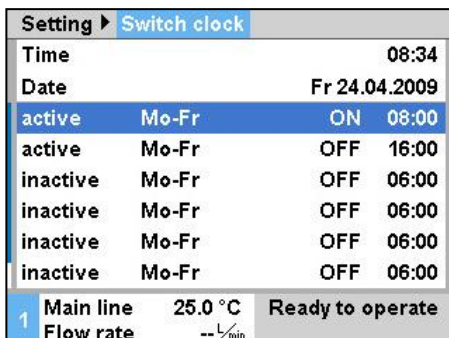 Setting ▶ Switch clock
Time 08:34
Date Fr 24.04.2009
active Mo-Fr ON 08:00
active Mo-Fr OFF 16:00
inactive Mo-Fr OFF 06:00
inactive Mo-Fr OFF 06:00
inactive Mo-Fr OFF 06:00
inactive Mo-Fr OFF 06:00
1 Main line 25.0 °C Ready to operate
Flow rate -- L/min